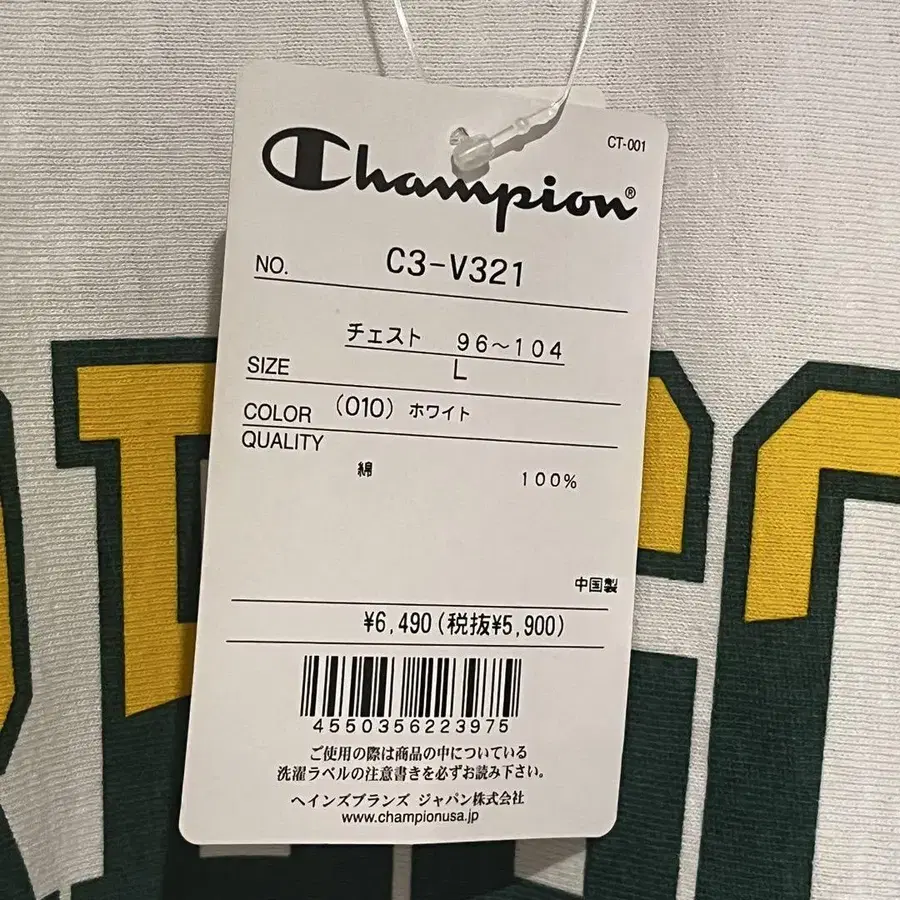 CT-001
Champion®
NO. C3-V321
チェスト 96～104
SIZE L
COLOR (010) ホワイト
QUALITY
綿 100%
中国製
¥6,490(税抜¥5,900)
4550356223975
ご使用の際は商品の中についている
洗濯ラベルの注意書きを必ずお読み下さい。
ヘインズブランズ ジャパン株式会社
www.championusa.jp